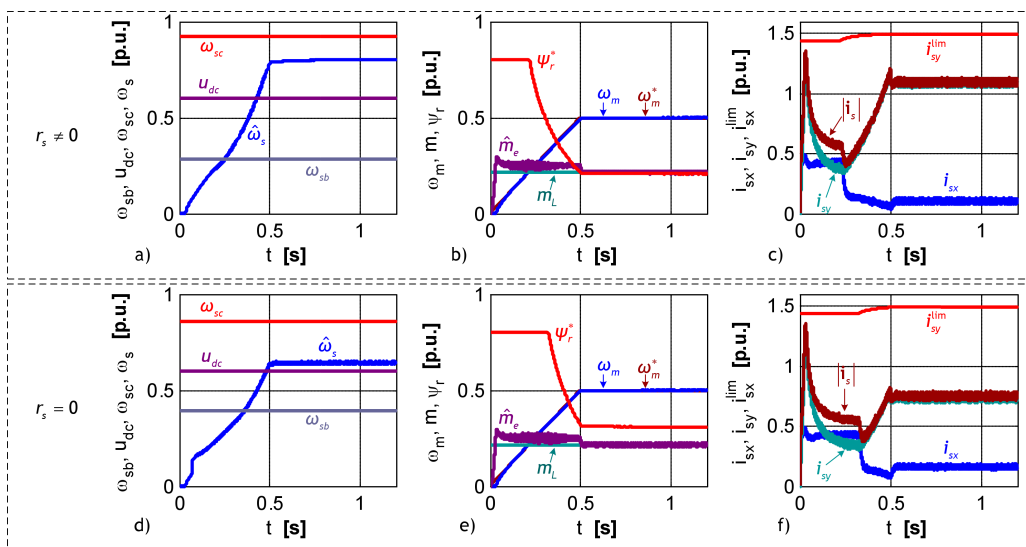 r_s ≠ 0
ω_sb, u_dc, ω_sc, ω_s [p.u.]
1
0.5
0
ω_sc
u_dc
ω̂_s
ω_sb
0 0.5 1
a) t [s]
ω_m, m, ψ_r [p.u.]
1
0.5
0
ψ_r^*
ω_m
ω_m^*
m̂_e
m_L
0 0.5 1
b) t [s]
i_sx, i_sy, i_sx^lim [p.u.]
1.5
1
0.5
0
i_sy^lim
|i_s|
i_sx
i_sy
0 0.5 1
c) t [s]
r_s = 0
ω_sb, u_dc, ω_sc, ω_s [p.u.]
1
0.5
0
ω_sc
u_dc
ω̂_s
ω_sb
0 0.5 1
d) t [s]
ω_m, m, ψ_r [p.u.]
1
0.5
0
ψ_r^*
ω_m
ω_m^*
m̂_e
m_L
0 0.5 1
e) t [s]
i_sx, i_sy, i_sx^lim [p.u.]
1.5
1
0.5
0
i_sy^lim
|i_s|
i_sx
i_sy
0 0.5 1
f) t [s]